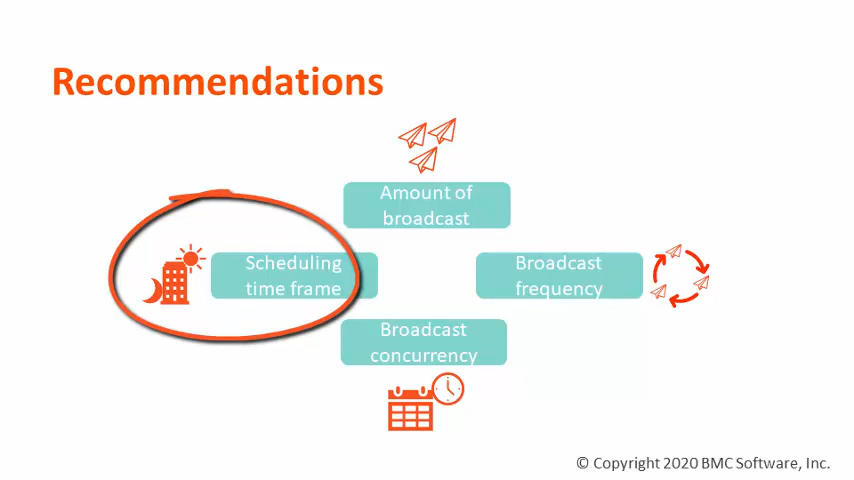 Recommendations
Amount of
broadcast
Scheduling
time frame
Broadcast
frequency
Broadcast
concurrency
© Copyright 2020 BMC Software, Inc.